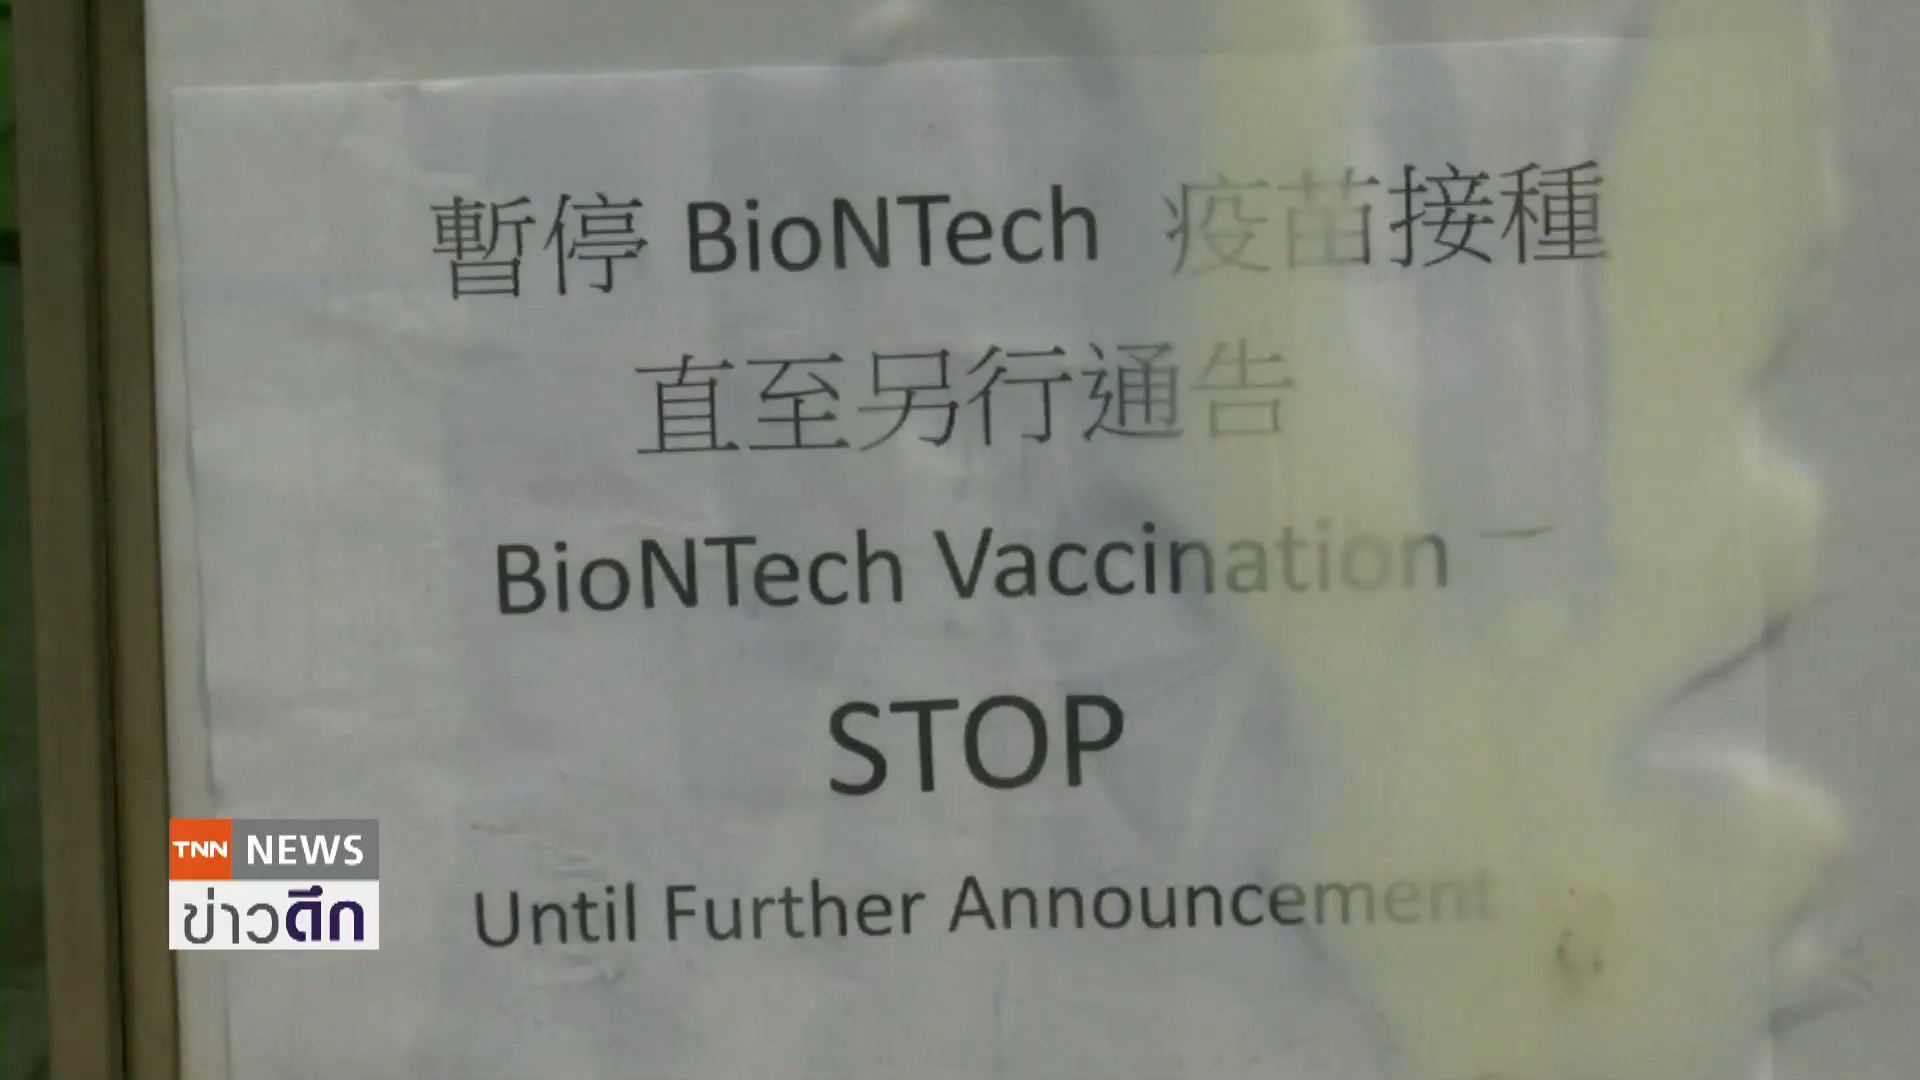 暫停 BioNTech 疫苗接種
直至另行通告
BioNTech Vaccination
STOP
Until Further Announcement
TNN NEWS
ข่าวดึก